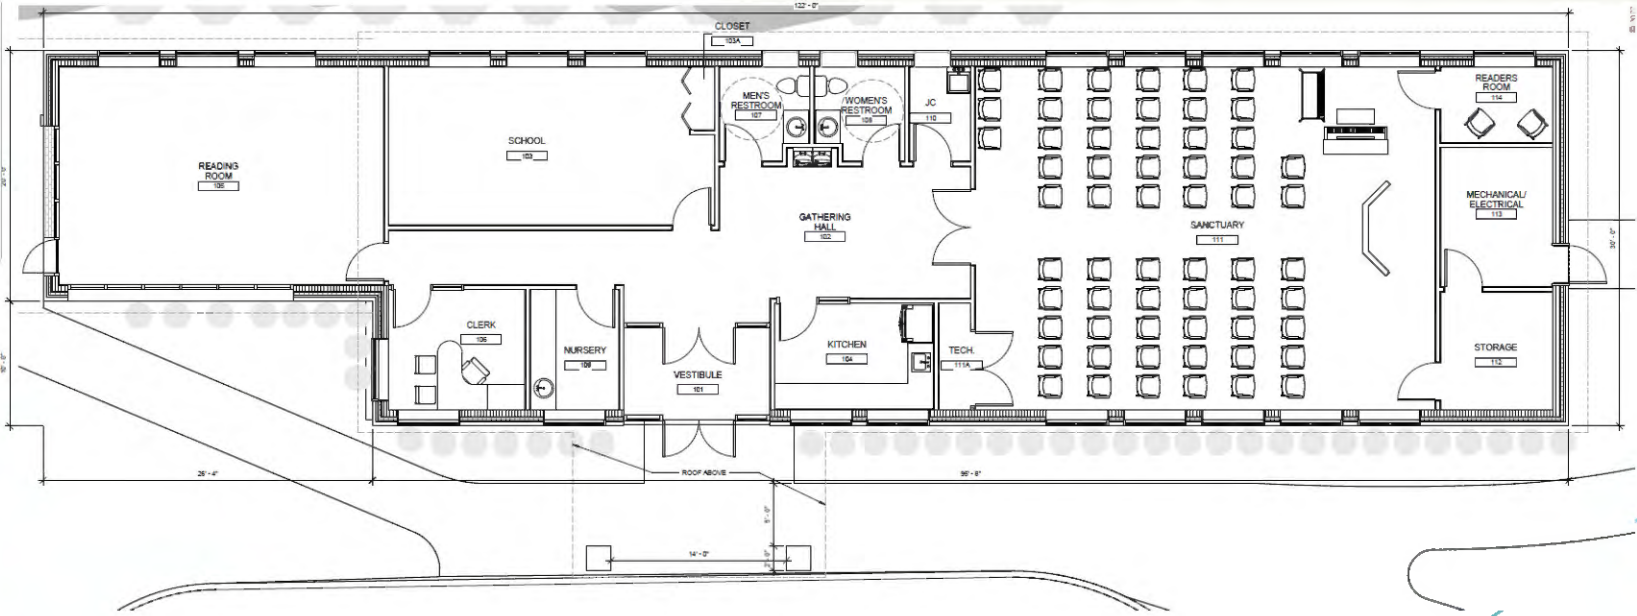 122' - 0"
CLOSET
103A
READERS
ROOM
114
MEN'S
RESTROOM
107
WOMEN'S
RESTROOM
108
JC
110
SCHOOL
103
READING
ROOM
105
MECHANICAL/
ELECTRICAL
113
GATHERING
HALL
102
SANCTUARY
111
30' - 0"
CLERK
106
NURSERY
109
VESTIBULE
101
KITCHEN
104
TECH.
111A
STORAGE
112
26' - 4"
ROOF ABOVE
95' - 8"
14' - 0"